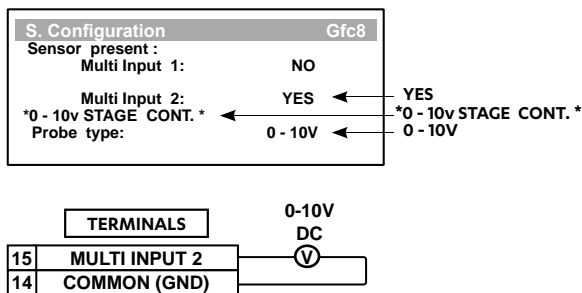 S. Configuration Gfc8
Sensor present :
Multi Input 1: NO
Multi Input 2: YES YES
*0 - 10v STAGE CONT. * *0 - 10v STAGE CONT. *
Probe type: 0 - 10V 0 - 10V
TERMINALS
0-10V
DC
15 MULTI INPUT 2 V
14 COMMON (GND)